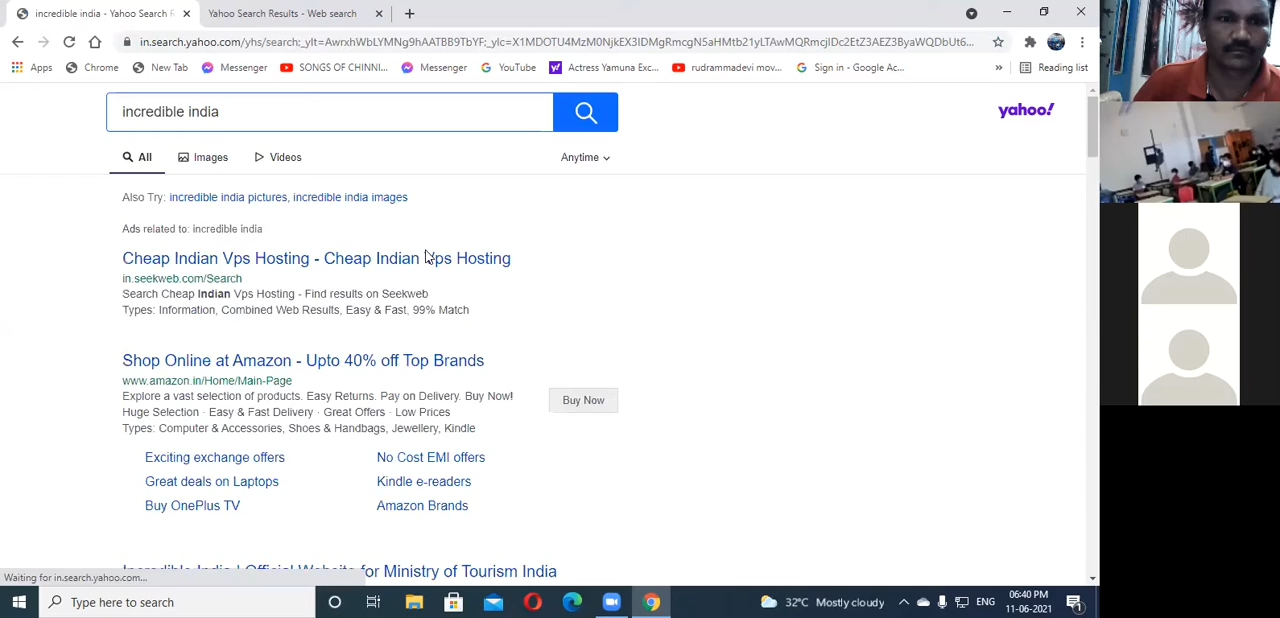 incredible india - Yahoo Search R
Yahoo Search Results - Web search
in.search.yahoo.com/yhs/search;_ylt=AwrxhWbLYMNg9hAATBB9TbYF;_ylc=X1MDOTU4MzM0NjkEX3IDMgRmcgN5aHMtb21yLTAwMQRmcjIDc2EtZ3AEZ3ByaWQDbUt6...
Apps
Chrome
New Tab
Messenger
SONGS OF CHINNI...
Messenger
YouTube
Actress Yamuna Exc...
rudrammadevi mov...
Sign in - Google Ac...
»
Reading list
incredible india
yahoo!
All
Images
Videos
Anytime
Also Try: incredible india pictures, incredible india images
Ads related to: incredible india
Cheap Indian Vps Hosting - Cheap Indian Vps Hosting
in.seekweb.com/Search
Search Cheap Indian Vps Hosting - Find results on Seekweb
Types: Information, Combined Web Results, Easy & Fast, 99% Match
Shop Online at Amazon - Upto 40% off Top Brands
www.amazon.in/Home/Main-Page
Explore a vast selection of products. Easy Returns. Pay on Delivery. Buy Now!
Huge Selection · Easy & Fast Delivery · Great Offers · Low Prices
Types: Computer & Accessories, Shoes & Handbags, Jewellery, Kindle
Buy Now
Exciting exchange offers
No Cost EMI offers
Great deals on Laptops
Kindle e-readers
Buy OnePlus TV
Amazon Brands
Incredible India | Official Website for Ministry of Tourism India
Waiting for in.search.yahoo.com...
Type here to search
32°C Mostly cloudy
ENG
06:40 PM
11-06-2021
1